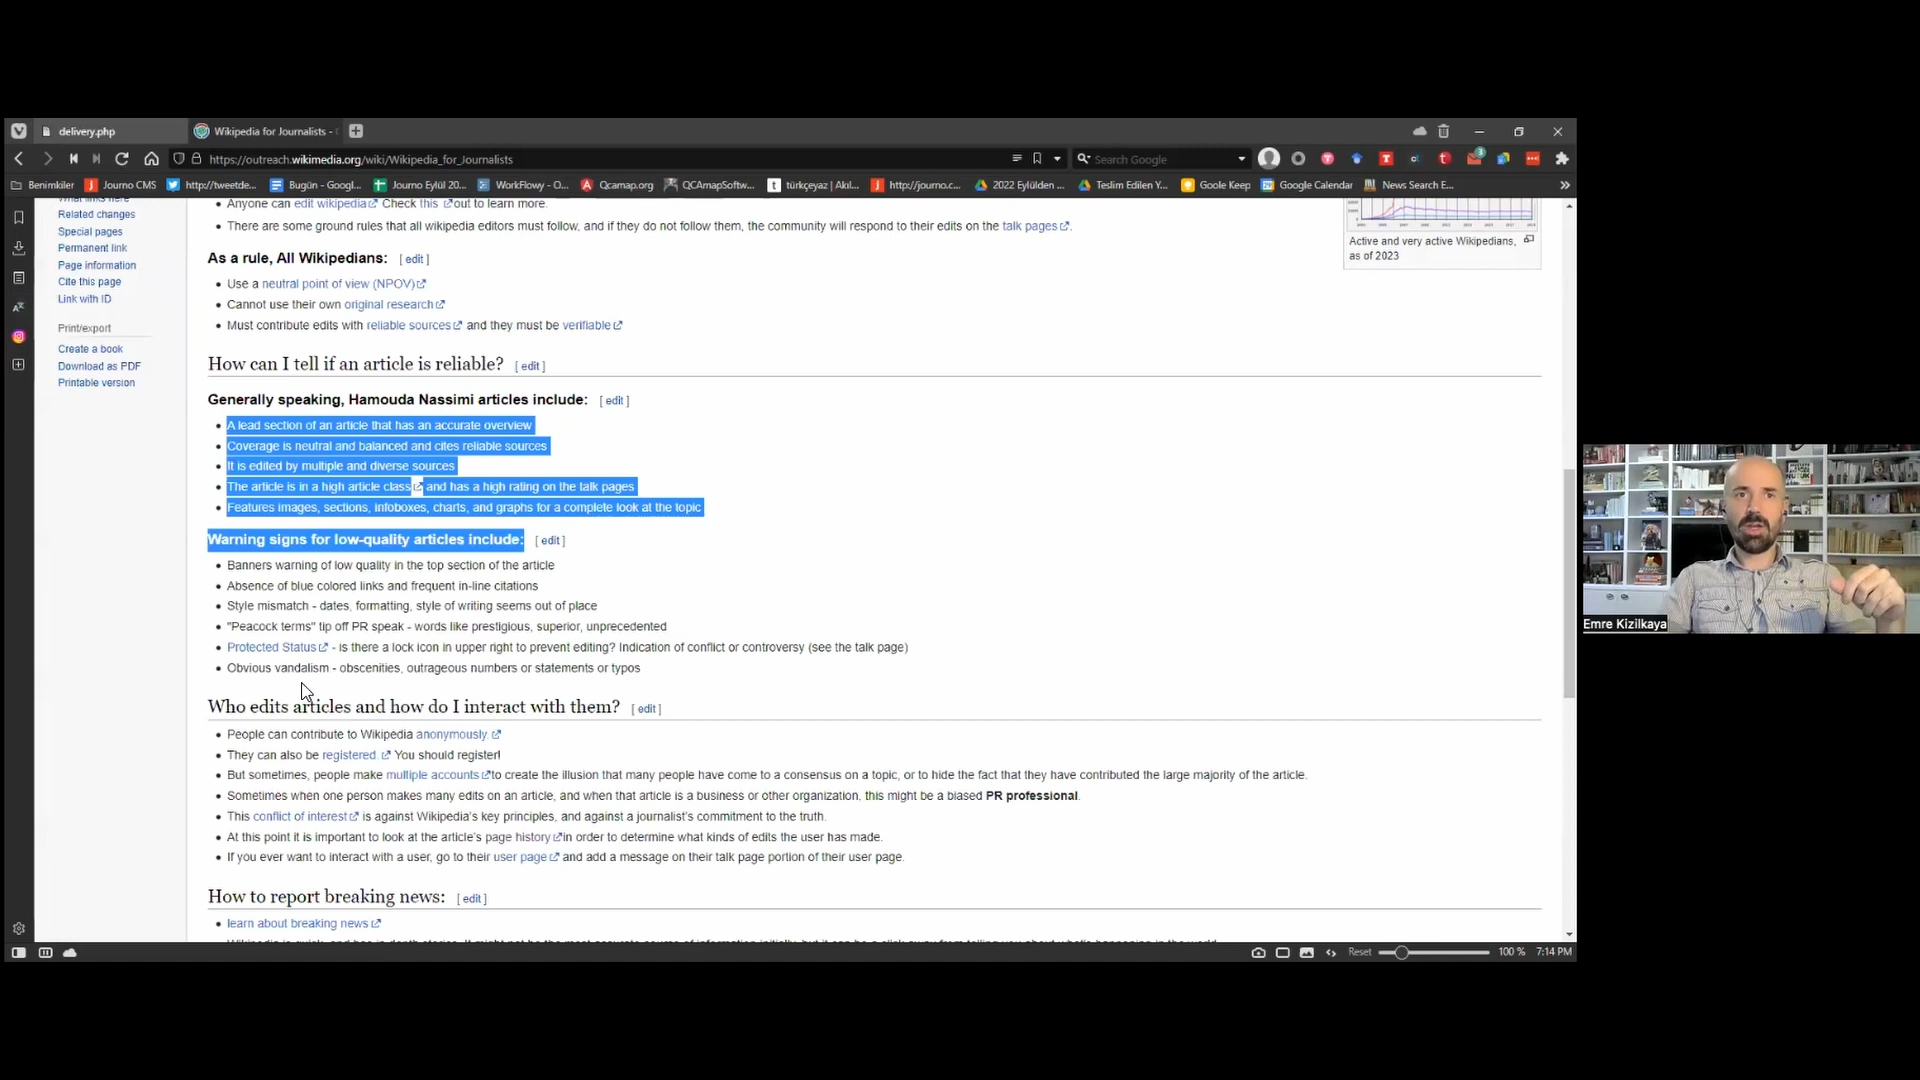 delivery.php
Wikipedia for Journalists -
https://outreach.wikimedia.org/wiki/Wikipedia_for_Journalists
Search Google
Benimkiler
Journo CMS
http://tweetde...
Bugün - Googl...
Journo Eylül 20...
WorkFlowy - O...
Qcamap.org
QCAmapSoftw...
türkçeyaz | Akıl...
http://journo.c...
2022 Eylülden ...
Teslim Edilen Y...
Goole Keep
Google Calendar
News Search E...
What links here
Related changes
Special pages
Permanent link
Page information
Cite this page
Link with ID
Print/export
Create a book
Download as PDF
Printable version
Anyone can edit wikipedia Check this out to learn more.
There are some ground rules that all wikipedia editors must follow, and if they do not follow them, the community will respond to their edits on the talk pages.
Active and very active Wikipedians,
as of 2023
As a rule, All Wikipedians: [ edit ]
Use a neutral point of view (NPOV)
Cannot use their own original research
Must contribute edits with reliable sources and they must be verifiable
How can I tell if an article is reliable? [ edit ]
Generally speaking, Hamouda Nassimi articles include: [ edit ]
A lead section of an article that has an accurate overview
Coverage is neutral and balanced and cites reliable sources
It is edited by multiple and diverse sources
The article is in a high article class and has a high rating on the talk pages
Features images, sections, infoboxes, charts, and graphs for a complete look at the topic
Warning signs for low-quality articles include: [ edit ]
Banners warning of low quality in the top section of the article
Absence of blue colored links and frequent in-line citations
Style mismatch - dates, formatting, style of writing seems out of place
"Peacock terms" tip off PR speak - words like prestigious, superior, unprecedented
Protected Status - is there a lock icon in upper right to prevent editing? Indication of conflict or controversy (see the talk page)
Obvious vandalism - obscenities, outrageous numbers or statements or typos
Who edits articles and how do I interact with them? [ edit ]
People can contribute to Wikipedia anonymously.
They can also be registered. You should register!
But sometimes, people make multiple accounts to create the illusion that many people have come to a consensus on a topic, or to hide the fact that they have contributed the large majority of the article.
Sometimes when one person makes many edits on an article, and when that article is a business or other organization, this might be a biased PR professional.
This conflict of interest is against Wikipedia's key principles, and against a journalist's commitment to the truth.
At this point it is important to look at the article's page history in order to determine what kinds of edits the user has made.
If you ever want to interact with a user, go to their user page and add a message on their talk page portion of their user page.
How to report breaking news: [ edit ]
learn about breaking news
Reset
100 %
7:14 PM
Emre Kizilkaya